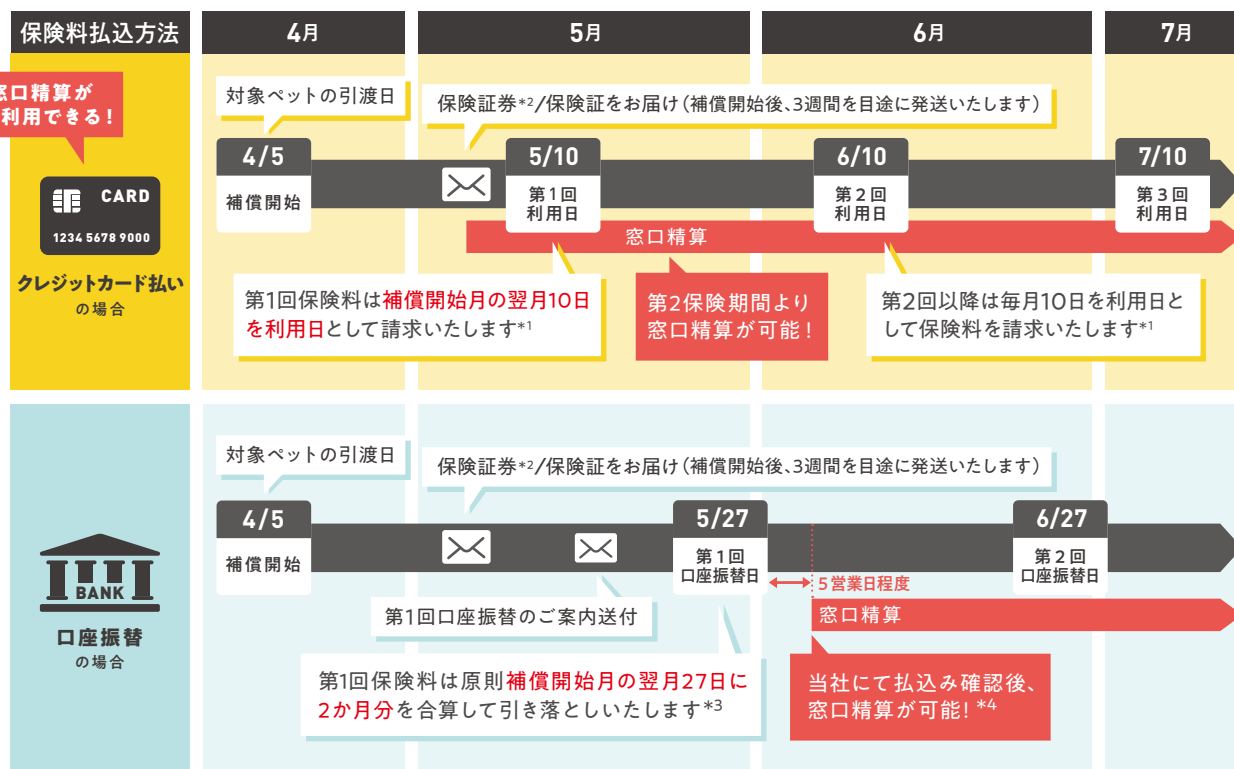 保険料払込方法
4月
5月
6月
7月
窓口精算が
利用できる!
CARD
1234 5678 9000
クレジットカード払い
の場合
対象ペットの引渡日
保険証券*2/保険証をお届け(補償開始後、3週間を目途に発送いたします)
4/5
補償開始
5/10
第1回
利用日
6/10
第2回
利用日
7/10
第3回
利用日
窓口精算
第1回保険料は補償開始月の翌月10日
を利用日として請求いたします*1
第2保険期間より
窓口精算が可能!
第2回以降は毎月10日を利用日と
して保険料を請求いたします*1
BANK
口座振替
の場合
対象ペットの引渡日
保険証券*2/保険証をお届け(補償開始後、3週間を目途に発送いたします)
4/5
補償開始
5/27
第1回
口座振替日
6/27
第2回
口座振替日
5営業日程度
窓口精算
第1回口座振替のご案内送付
第1回保険料は原則補償開始月の翌月27日に
2か月分を合算して引き落としいたします*3
当社にて払込み確認後、
窓口精算が可能!*4